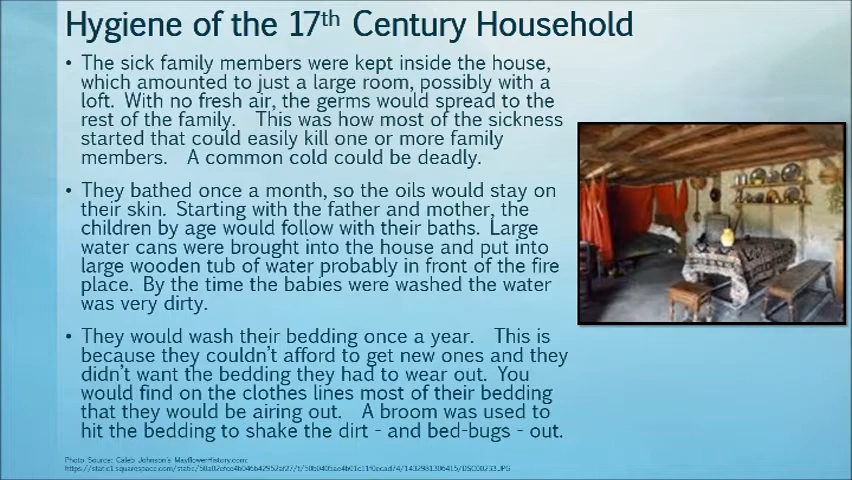 Hygiene of the 17th Century Household
• The sick family members were kept inside the house,
which amounted to just a large room, possibly with a
loft. With no fresh air, the germs would spread to the
rest of the family. This was how most of the sickness
started that could easily kill one or more family
members. A common cold could be deadly.
• They bathed once a month, so the oils would stay on
their skin. Starting with the father and mother, the
children by age would follow with their baths. Large
water cans were brought into the house and put into
large wooden tub of water probably in front of the fire
place. By the time the babies were washed the water
was very dirty.
• They would wash their bedding once a year. This is
because they couldn't afford to get new ones and they
didn't want the bedding they had to wear out. You
would find on the clothes lines most of their bedding
that they would be airing out. A broom was used to
hit the bedding to shake the dirt - and bed-bugs - out.
Photo Source: Caleb Johnson's MayflowerHistory.com: